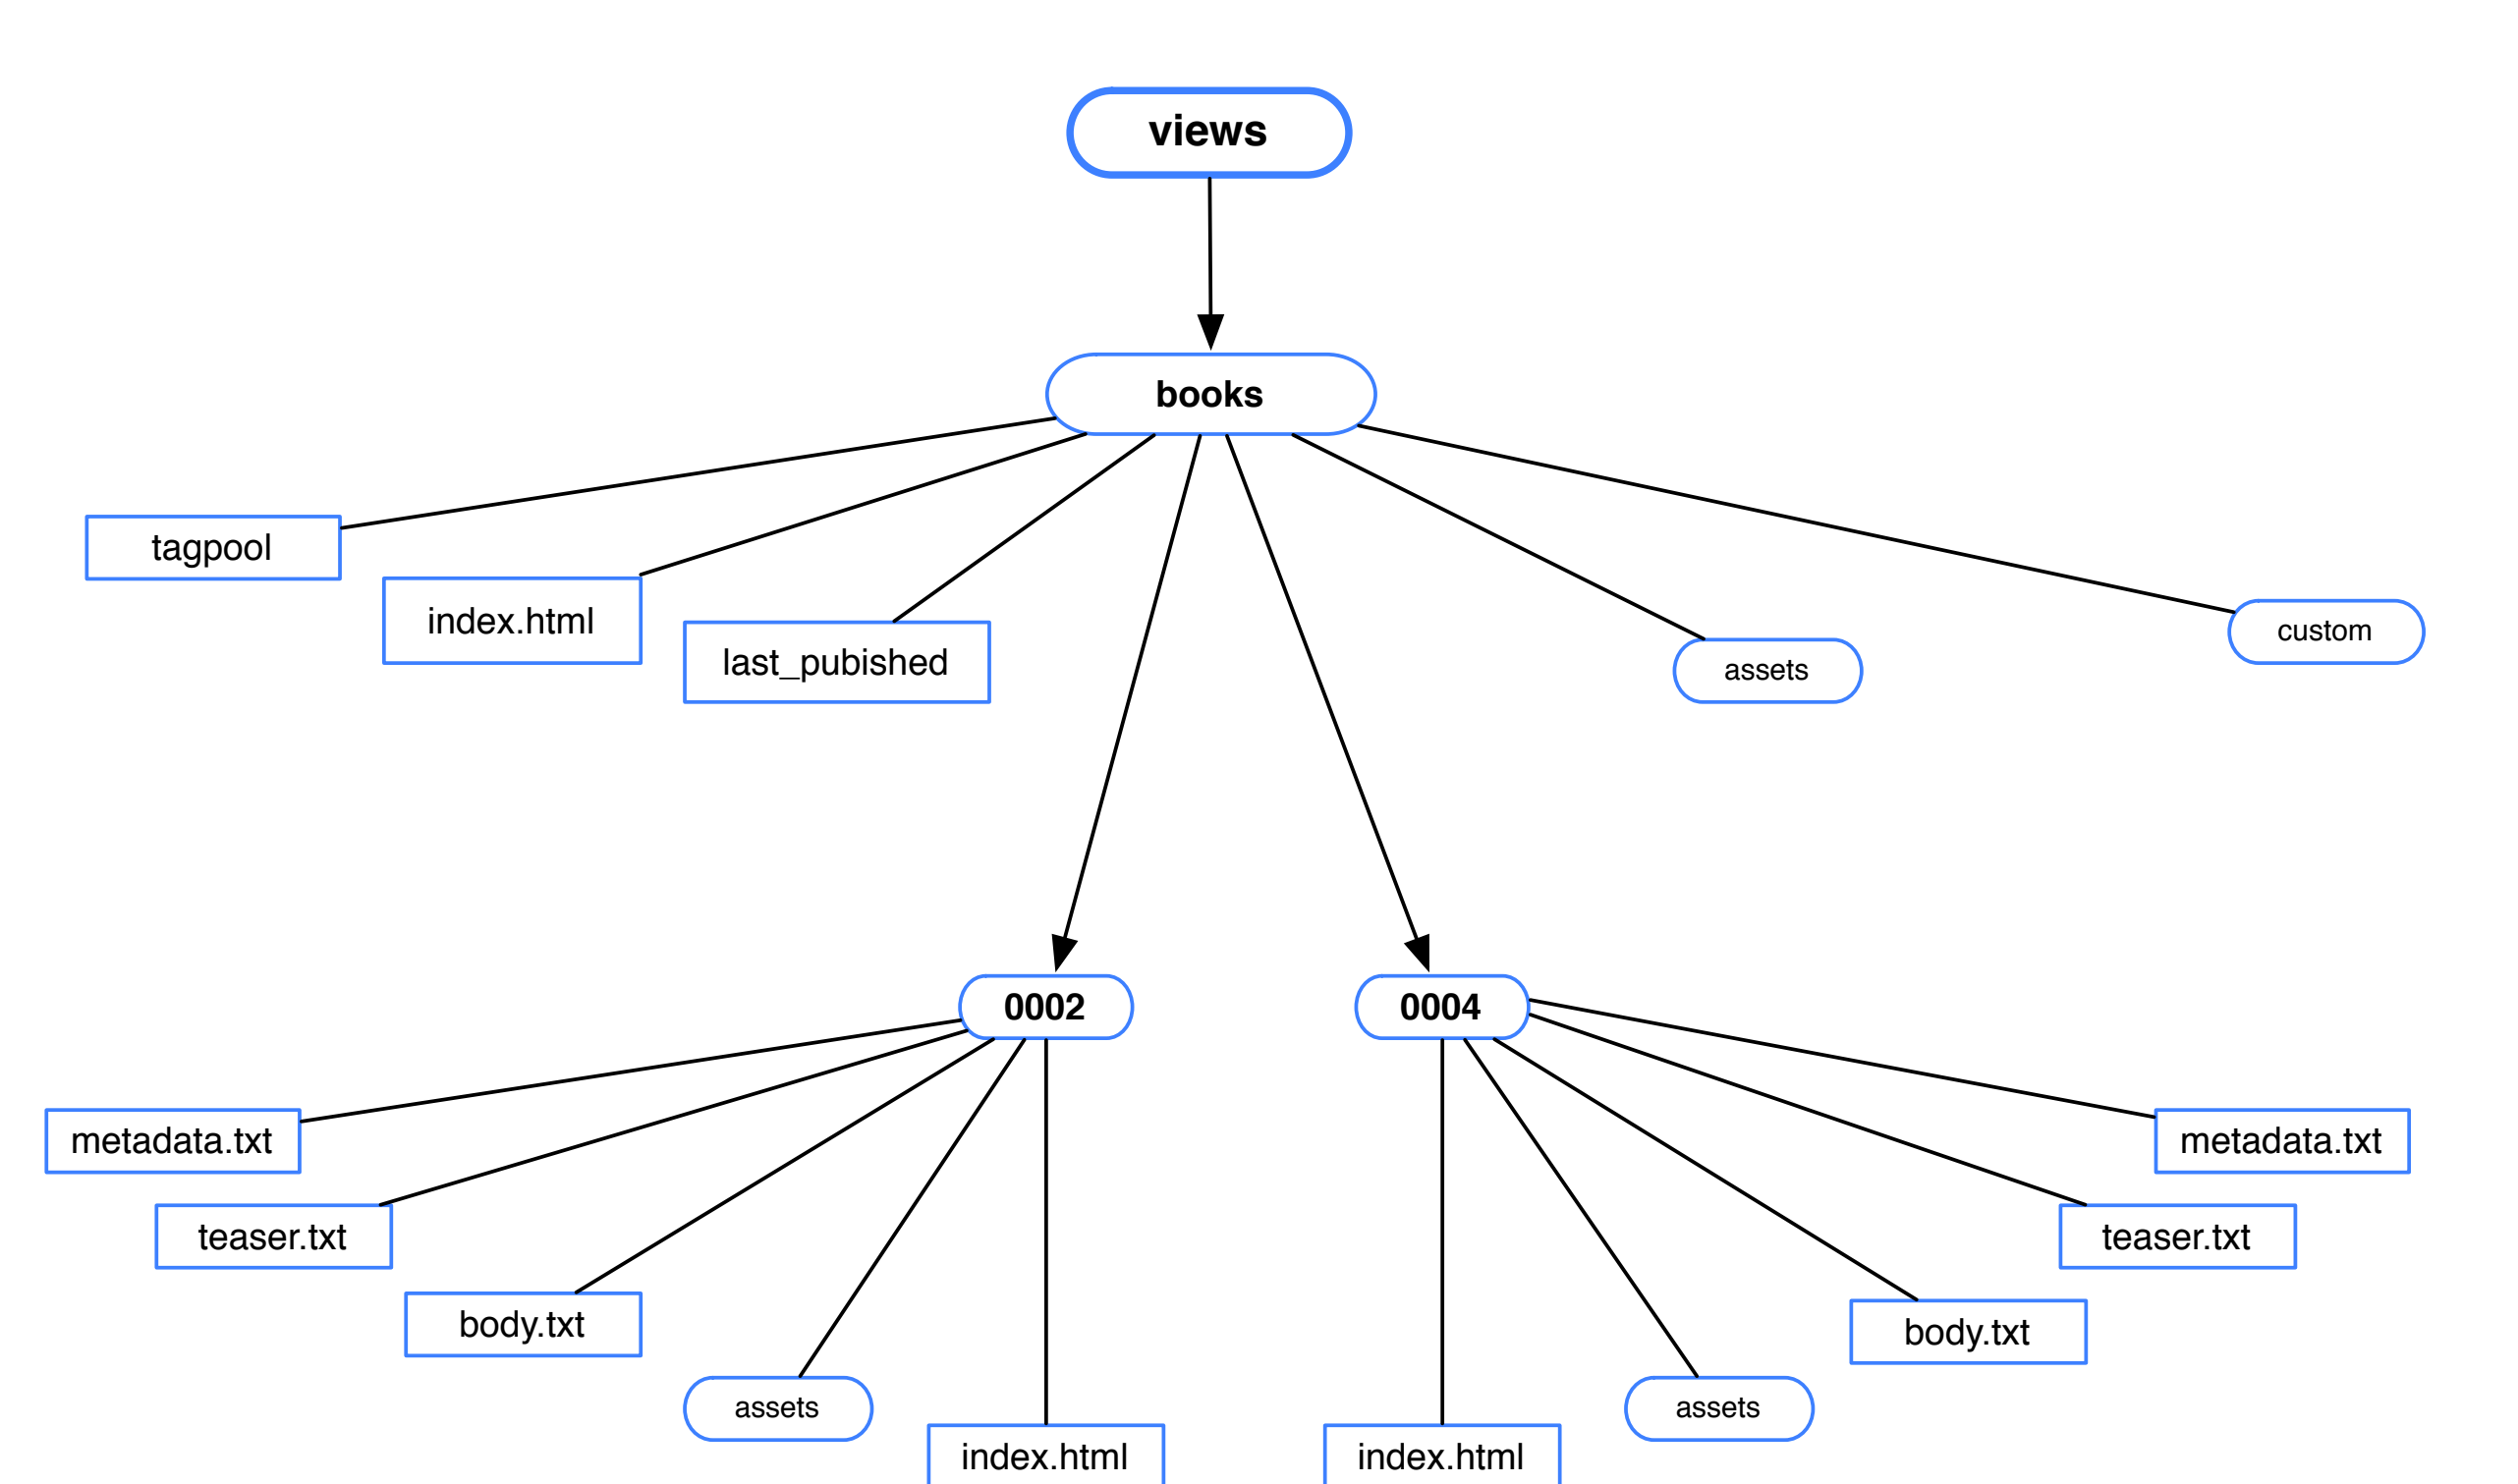 views
books
tagpool
index.html
last_pubished
assets
custom
0002
0004
metadata.txt
metadata.txt
teaser.txt
teaser.txt
body.txt
body.txt
assets
assets
index.html
index.html